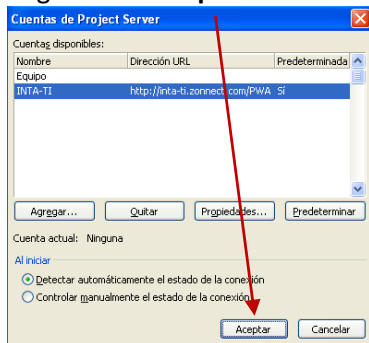 Cuentas de Project Server
Cuentas disponibles:
Nombre Dirección URL Predeterminada
Equipo
INTA-TI http://inta-ti.zonnect.com/PWA Sí
Agregar... Quitar Propiedades... Predeterminar
Cuenta actual: Ninguna
Al iniciar
Detectar automáticamente el estado de la conexión
Controlar manualmente el estado de la conexión
Aceptar Cancelar